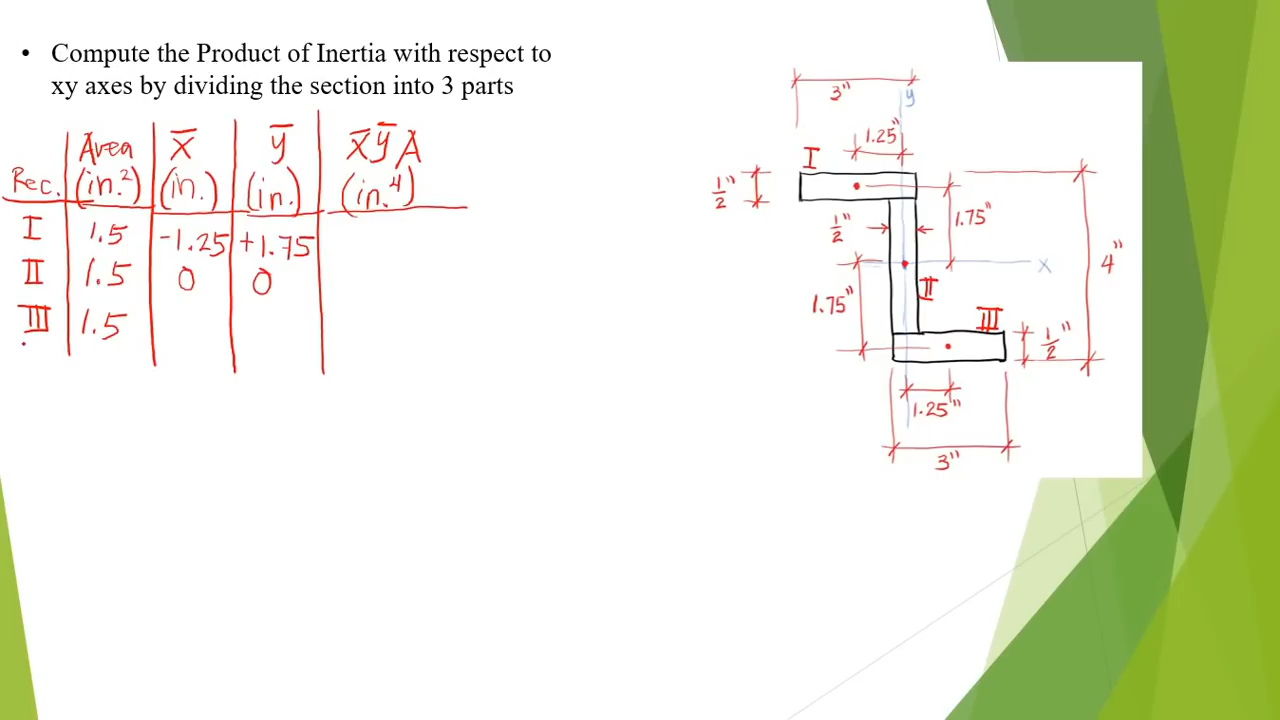 • Compute the Product of Inertia with respect to
xy axes by dividing the section into 3 parts
Rec. Area (in.²) x̅ (in.) y̅ (in.) x̅y̅A (in.⁴)
I 1.5 -1.25 +1.75
II 1.5 0 0
III 1.5
3"
y
1.25"
I
1/2"
1/2"
1.75"
x
4"
1.75"
II
III
1/2"
1.25"
3"